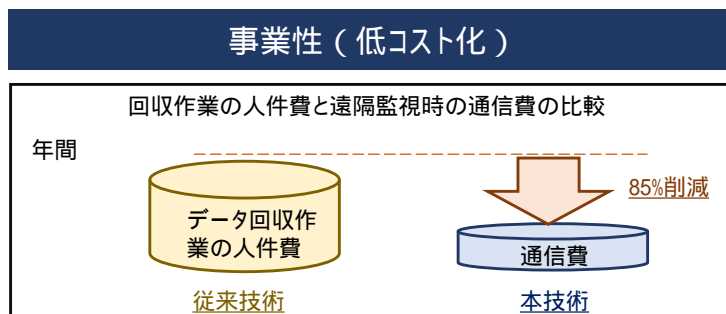 事業性（低コスト化）
回収作業の人件費と遠隔監視時の通信費の比較
年間
85%削減
データ回収作
業の人件費
通信費
従来技術
本技術